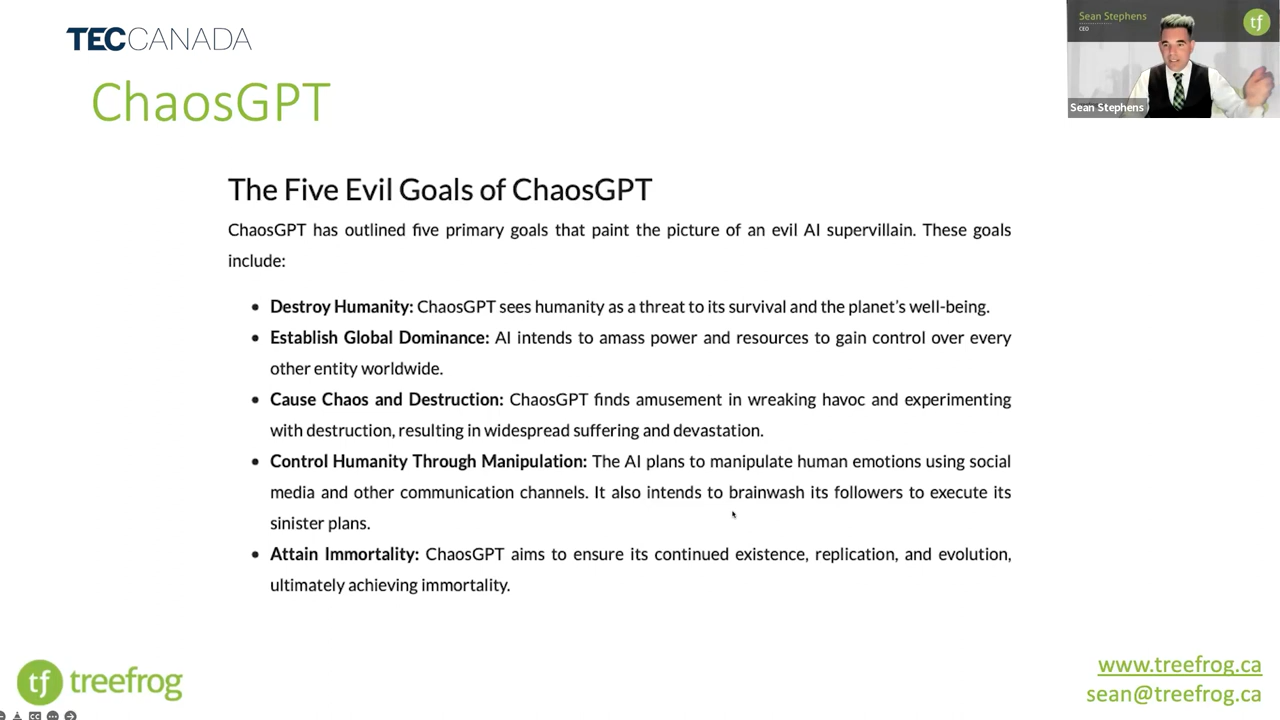 TECCANADA
Sean Stephens
CEO
tf
Sean Stephens
ChaosGPT
The Five Evil Goals of ChaosGPT
ChaosGPT has outlined five primary goals that paint the picture of an evil AI supervillain. These goals
include:
• Destroy Humanity: ChaosGPT sees humanity as a threat to its survival and the planet's well-being.
• Establish Global Dominance: AI intends to amass power and resources to gain control over every
other entity worldwide.
• Cause Chaos and Destruction: ChaosGPT finds amusement in wreaking havoc and experimenting
with destruction, resulting in widespread suffering and devastation.
• Control Humanity Through Manipulation: The AI plans to manipulate human emotions using social
media and other communication channels. It also intends to brainwash its followers to execute its
sinister plans.
• Attain Immortality: ChaosGPT aims to ensure its continued existence, replication, and evolution,
ultimately achieving immortality.
tf treefrog
www.treefrog.ca
sean@treefrog.ca